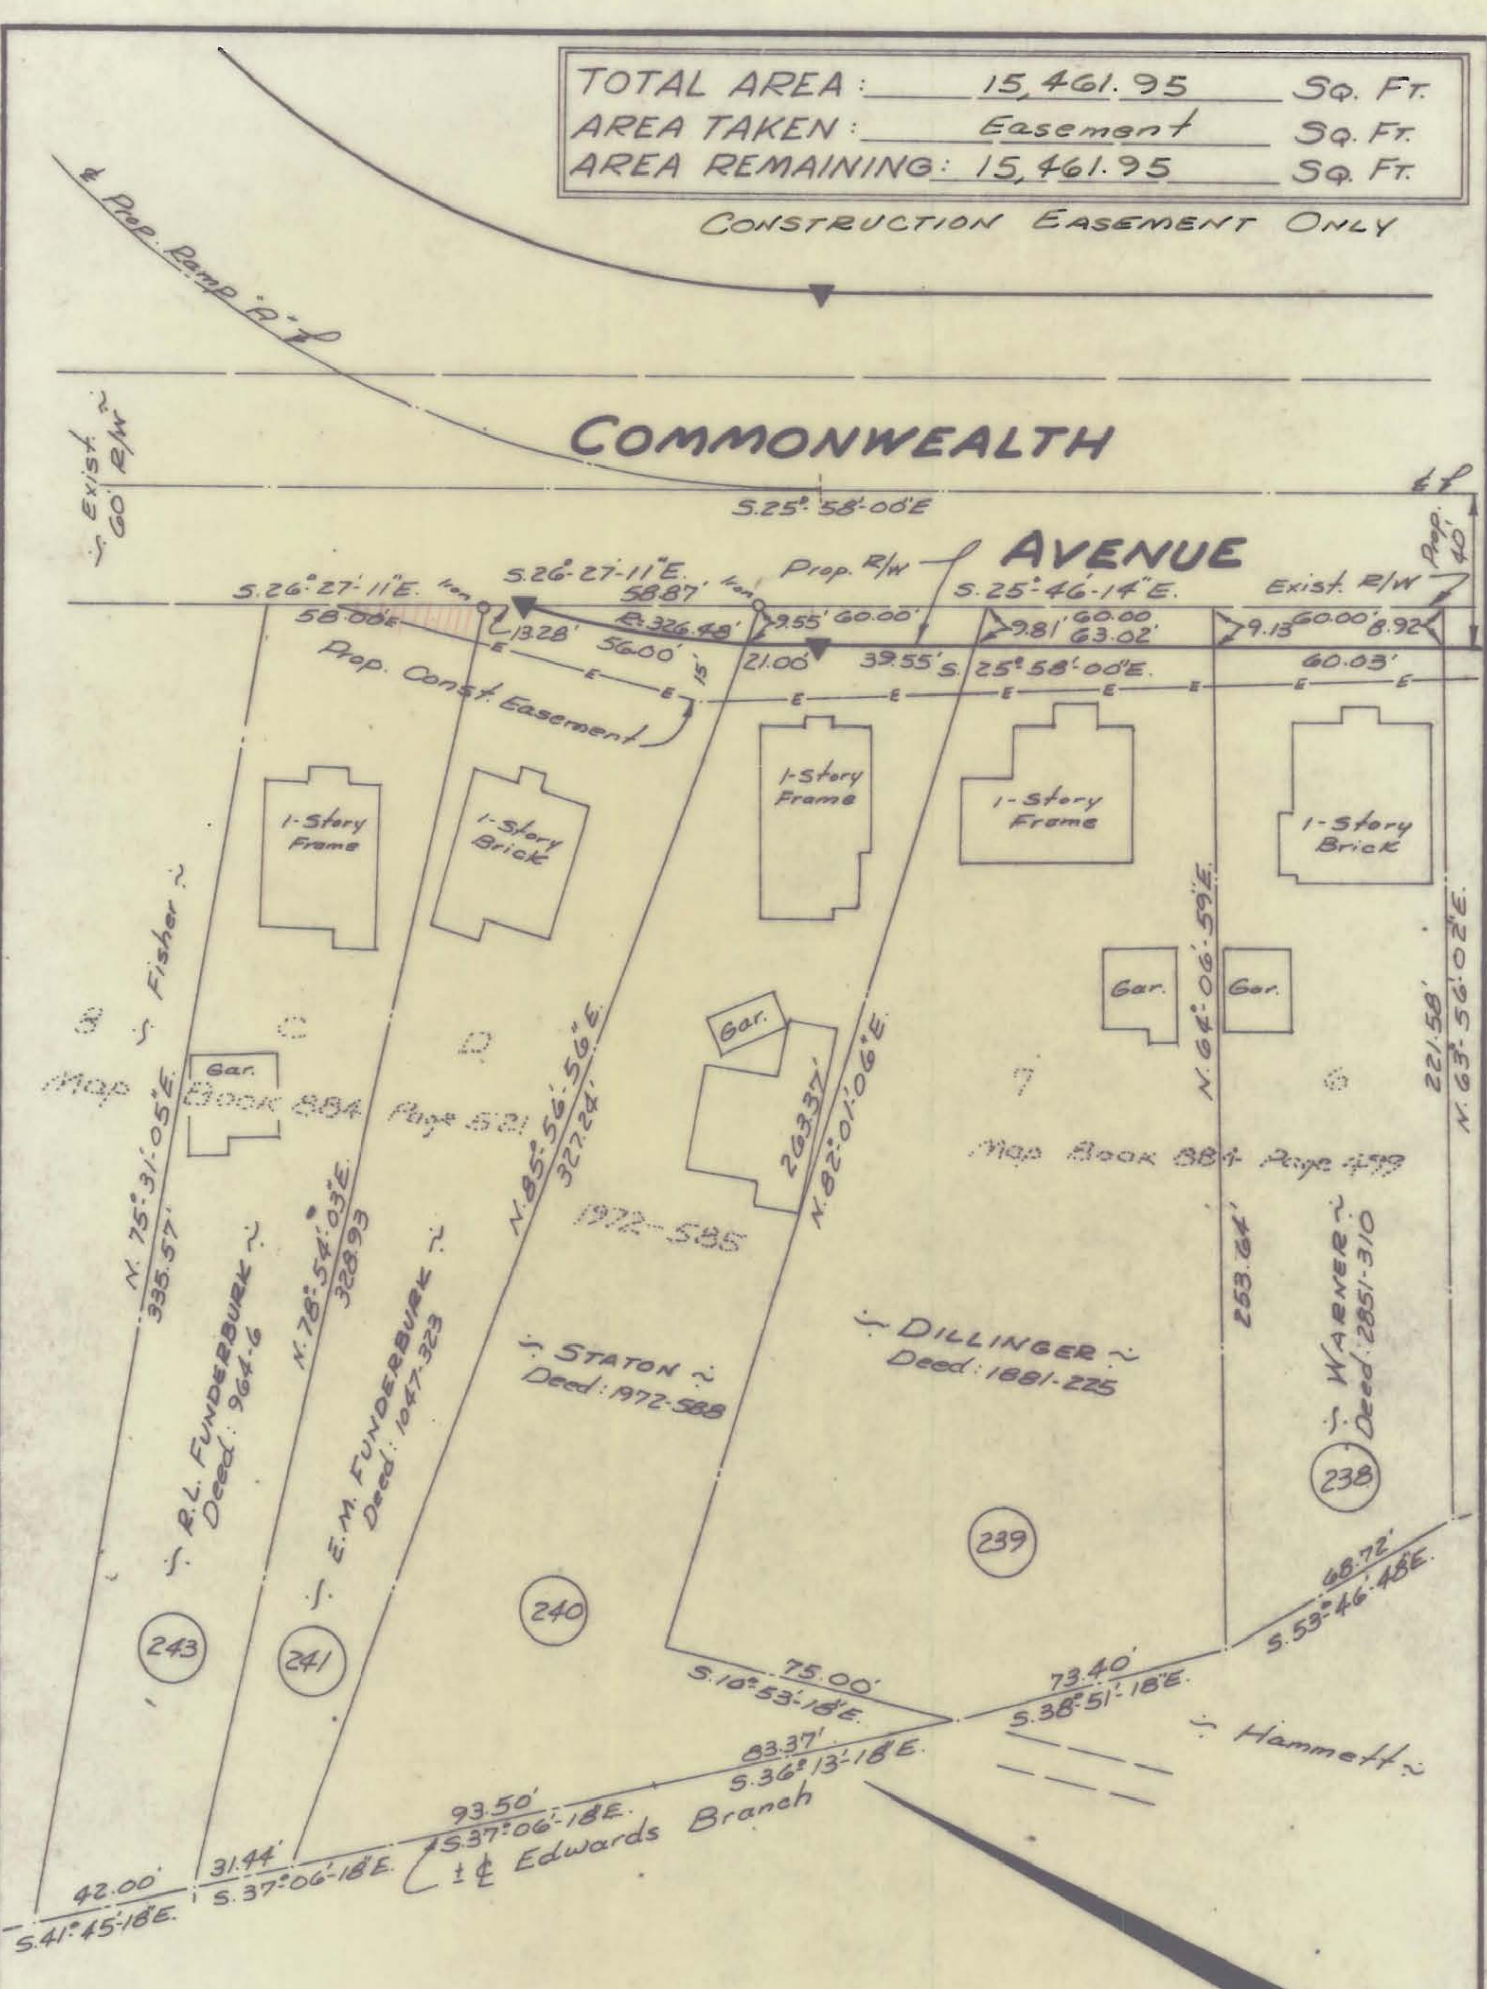 TOTAL AREA: 15,461.95 SQ. FT.
AREA TAKEN: Easement SQ. FT.
AREA REMAINING: 15,461.95 SQ. FT.
CONSTRUCTION EASEMENT ONLY
℄ Prop. Ramp "A"
~ Exist. ~
60' R/W
COMMONWEALTH
S.25°-58'-00"E
AVENUE
Prop.
40'
S.26°-27'-11"E.
Iron
S.26°-27'-11"E.
58.87'
Iron
Prop. R/W
S.25°-46'-14"E.
Exist. R/W
58.00'
E
13.28'
R=326.48'
56.00'
15'
9.55'
60.00'
21.00'
39.55'
9.81'
60.00
63.02'
S. 25°58'-00"E.
9.13
60.00'
8.92
60.03'
Prop. Const. Easement
E E E E E E E E E
1-Story
Frame
1-Story
Brick
1-Story
Frame
1-Story
Frame
1-Story
Brick
~ Fisher ~
B
C
D
7
6
Gar.
Gar.
Gar.
Gar.
Map Book 884 Page 521
Map Book 884 Page 499
1972-585
N. 75°-31'-05"E.
335.57'
N. 78°-54'-03"E.
328.93
N. 85°-56'-56"E.
327.24'
263.37'
N. 82°-01'-06"E.
N. 64°-06'-59"E.
253.64'
221.58'
N. 63°-56'-02"E.
~ R.L. FUNDERBURK ~
Deed: 964-6
~ E.M. FUNDERBURK ~
Deed: 1047-323
~ STATON ~
Deed: 1972-588
~ DILLINGER ~
Deed: 1881-225
~ WARNER ~
Deed: 2851-310
243
241
240
239
238
75.00'
S.10°-53'-18"E.
73.40'
S.38°-51'-18"E.
68.72'
S.53°-46'-48"E.
~ Hammett ~
83.37'
S.36°-13'-18"E.
93.50'
S.37°-06'-18"E.
± ℄ Edwards Branch
31.44'
S.37°-06'-18"E.
42.00'
S.41°-45'-18"E.